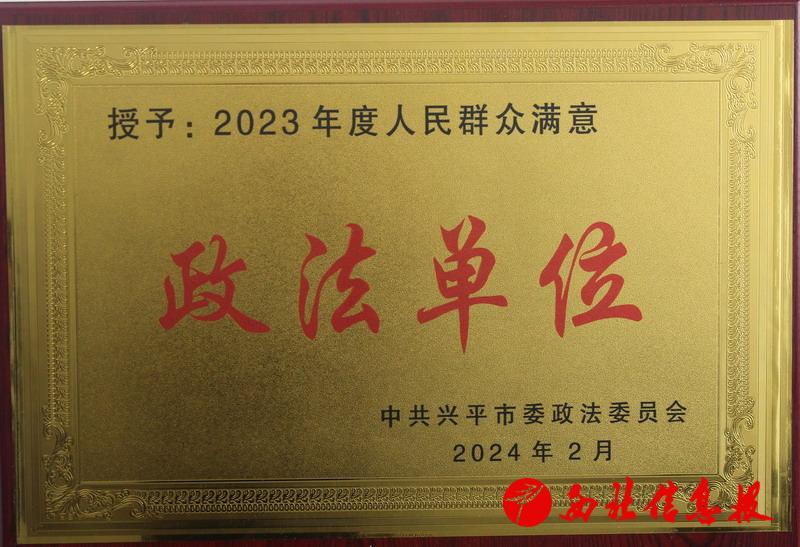 授予：2023年度人民群众满意
政法单位
中共兴平市委政法委员会
2024年2月
西北信息报